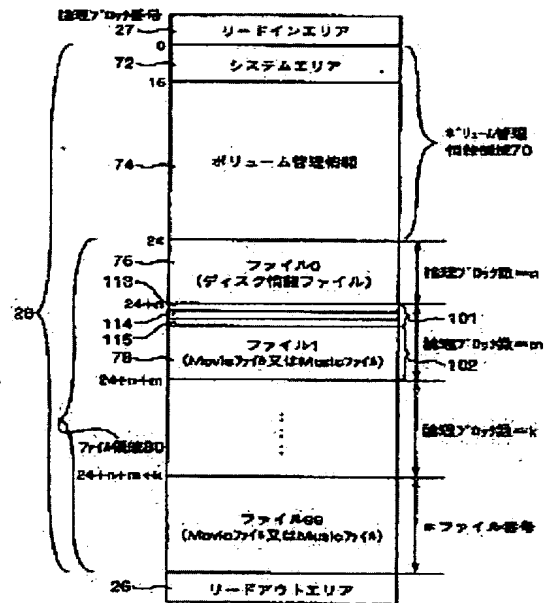 論理ブロック番号
27
リードインエリア
0
72
システムエリア
16
74
ボリューム管理情報
ボリューム管理
情報領域70
24
76
ファイル0
(ディスク情報ファイル)
論理ブロック数=n
113
24+n
101
114
115
28
78
ファイル1
(Movieファイル又はMusicファイル)
論理ブロック数=m
102
24+n+m
論理ブロック数=k
ファイル領域80
24+n+m+k
ファイル99
(Movieファイル又はMusicファイル)
ファイル番号
26
リードアウトエリア